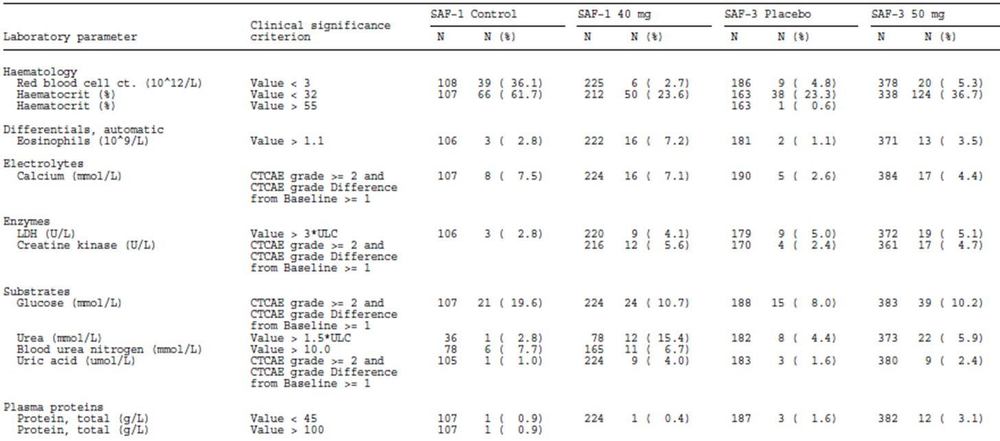 SAF-1 Control SAF-1 40 mg SAF-3 Placebo SAF-3 50 mg
Clinical significance
Laboratory parameter criterion N N (%) N N (%) N N (%) N N (%)
Haematology
Red blood cell ct. (10^12/L) Value < 3 108 39 ( 36.1) 225 6 ( 2.7) 186 9 ( 4.8) 378 20 ( 5.3)
Haematocrit (%) Value < 32 107 66 ( 61.7) 212 50 ( 23.6) 163 38 ( 23.3) 338 124 ( 36.7)
Haematocrit (%) Value > 55 163 1 ( 0.6)
Differentials, automatic
Eosinophils (10^9/L) Value > 1.1 106 3 ( 2.8) 222 16 ( 7.2) 181 2 ( 1.1) 371 13 ( 3.5)
Electrolytes
Calcium (mmol/L) CTCAE grade >= 2 and 107 8 ( 7.5) 224 16 ( 7.1) 190 5 ( 2.6) 384 17 ( 4.4)
CTCAE grade Difference
from Baseline >= 1
Enzymes
LDH (U/L) Value > 3*ULC 106 3 ( 2.8) 220 9 ( 4.1) 179 9 ( 5.0) 372 19 ( 5.1)
Creatine kinase (U/L) CTCAE grade >= 2 and 216 12 ( 5.6) 170 4 ( 2.4) 361 17 ( 4.7)
CTCAE grade Difference
from Baseline >= 1
Substrates
Glucose (mmol/L) CTCAE grade >= 2 and 107 21 ( 19.6) 224 24 ( 10.7) 188 15 ( 8.0) 383 39 ( 10.2)
CTCAE grade Difference
from Baseline >= 1
Urea (mmol/L) Value > 1.5*ULC 36 1 ( 2.8) 78 12 ( 15.4) 182 8 ( 4.4) 373 22 ( 5.9)
Blood urea nitrogen (mmol/L) Value > 10.0 78 6 ( 7.7) 165 11 ( 6.7)
Uric acid (umol/L) CTCAE grade >= 2 and 105 1 ( 1.0) 224 9 ( 4.0) 183 3 ( 1.6) 380 9 ( 2.4)
CTCAE grade Difference
from Baseline >= 1
Plasma proteins
Protein, total (g/L) Value < 45 107 1 ( 0.9) 224 1 ( 0.4) 187 3 ( 1.6) 382 12 ( 3.1)
Protein, total (g/L) Value > 100 107 1 ( 0.9)